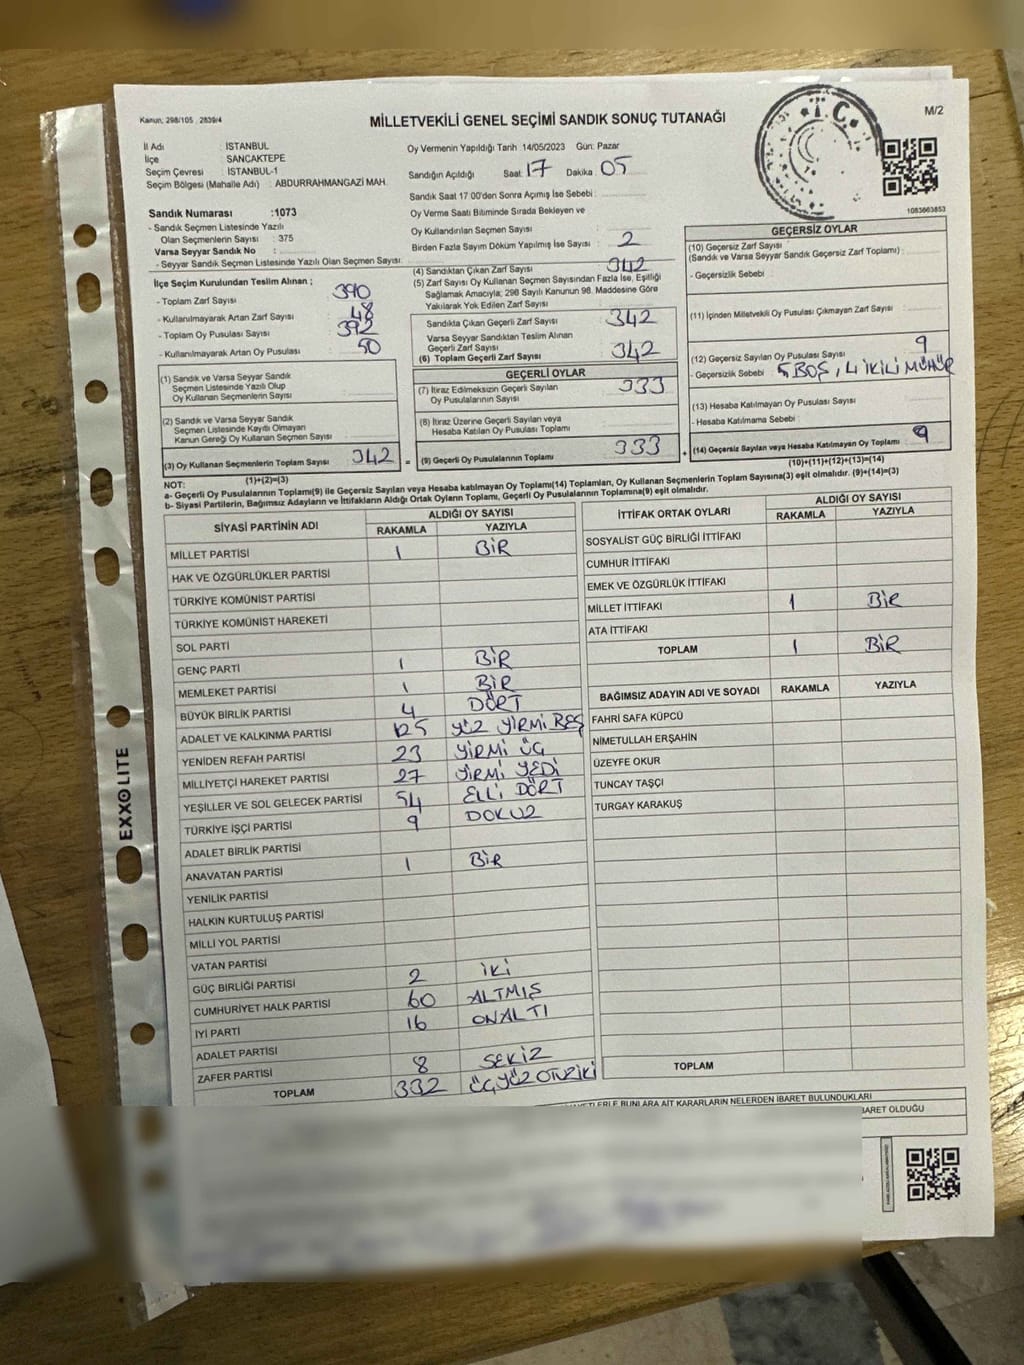 Kanun: 298/105 , 2839/4
MİLLETVEKİLİ GENEL SEÇİMİ SANDIK SONUÇ TUTANAĞI
M/2
T.C.
İl Adı : İSTANBUL
İlçe : SANCAKTEPE
Seçim Çevresi : İSTANBUL-1
Seçim Bölgesi (Mahalle Adı) : ABDURRAHMANGAZİ MAH.
Sandık Numarası :1073
- Sandık Seçmen Listesinde Yazılı
Olan Seçmenlerin Sayısı : 375
Varsa Seyyar Sandık No :
- Seyyar Sandık Seçmen Listesinde Yazılı Olan Seçmen Sayısı:
Oy Vermenin Yapıldığı Tarih 14/05/2023 Gün: Pazar
Sandığın Açıldığı Saat 17 Dakika 05
Sandık Saat 17:00'den Sonra Açımış İse Sebebi :
Oy Verme Saati Bitiminde Sırada Bekleyen ve
Oy Kullandırılan Seçmen Sayısı :
Birden Fazla Sayım Döküm Yapılmış İse Sayısı : 2
1083663853
İlçe Seçim Kurulundan Teslim Alınan ;
- Toplam Zarf Sayısı : 390
- Kullanılmayarak Artan Zarf Sayısı : 48
- Toplam Oy Pusulası Sayısı : 392
- Kullanılmayarak Artan Oy Pusulası : 50
(1) Sandık ve Varsa Seyyar Sandık
Seçmen Listesinde Yazılı Olup
Oy Kullanan Seçmenlerin Sayısı
(2) Sandık ve Varsa Seyyar Sandık
Seçmen Listesinde Kayıtlı Olmayan
Kanun Gereği Oy Kullanan Seçmen Sayısı
(3) Oy Kullanan Seçmenlerin Toplam Sayısı 342
(1)+(2)=(3)
(4) Sandıktan Çıkan Zarf Sayısı 342
(5) Zarf Sayısı Oy Kullanan Seçmen Sayısından Fazla İse, Eşitliği
Sağlamak Amacıyla; 298 Sayılı Kanunun 98. Maddesine Göre
Yakılarak Yok Edilen Zarf Sayısı
Sandıkta Çıkan Geçerli Zarf Sayısı : 342
Varsa Seyyar Sandıktan Teslim Alınan
Geçerli Zarf Sayısı :
(6) Toplam Geçerli Zarf Sayısı : 342
GEÇERLİ OYLAR
(7) İtiraz Edilmeksizin Geçerli Sayılan
Oy Pusulalarının Sayısı : 333
(8) İtiraz Üzerine Geçerli Sayılan veya
Hesaba Katılan Oy Pusulası Toplamı
= (9) Geçerli Oy Pusulalarının Toplamı 333
GEÇERSİZ OYLAR
(10) Geçersiz Zarf Sayısı
(Sandık ve Varsa Seyyar Sandık Geçersiz Zarf Toplamı) :
- Geçersizlik Sebebi :
(11) İçinden Milletvekili Oy Pusulası Çıkmayan Zarf Sayısı
(12) Geçersiz Sayılan Oy Pusulası Sayısı 9
- Geçersizlik Sebebi : 5 BOŞ, 4 İKİLİ MÜHÜR
(13) Hesaba Katılmayan Oy Pusulası Sayısı
- Hesaba Katılmama Sebebi
+ (14) Geçersiz Sayılan veya Hesaba Katılmayan Oy Toplamı 9
(10)+(11)+(12)+(13)=(14)
NOT:
a- Geçerli Oy Pusulalarının Toplamı(9) ile Geçersiz Sayılan veya Hesaba Katılmayan Oy Toplamı(14) Toplamları, Oy Kullanan Seçmenlerin Toplam Sayısına(3) eşit olmalıdır. (9)+(14)=(3)
b- Siyasi Partilerin, Bağımsız Adayların ve İttifakların Aldığı Ortak Oyların Toplamı, Geçerli Oy Pusulalarının Toplamına(9) eşit olmalıdır.
SİYASİ PARTİNİN ADI ALDIĞI OY SAYISI
RAKAMLA YAZIYLA
MİLLET PARTİSİ 1 BİR
HAK VE ÖZGÜRLÜKLER PARTİSİ
TÜRKİYE KOMÜNİST PARTİSİ
TÜRKİYE KOMÜNİST HAREKETİ
SOL PARTİ
GENÇ PARTİ 1 BİR
MEMLEKET PARTİSİ 1 BİR
BÜYÜK BİRLİK PARTİSİ 4 DÖRT
ADALET VE KALKINMA PARTİSİ 125 YÜZ YİRMİ BEŞ
YENİDEN REFAH PARTİSİ 23 YİRMİ ÜÇ
MİLLİYETÇİ HAREKET PARTİSİ 27 YİRMİ YEDİ
YEŞİLLER VE SOL GELECEK PARTİSİ 54 ELLİ DÖRT
TÜRKİYE İŞÇİ PARTİSİ 9 DOKUZ
ADALET BİRLİK PARTİSİ
ANAVATAN PARTİSİ 1 BİR
YENİLİK PARTİSİ
HALKIN KURTULUŞ PARTİSİ
MİLLİ YOL PARTİSİ
VATAN PARTİSİ
GÜÇ BİRLİĞİ PARTİSİ 2 İKİ
CUMHURİYET HALK PARTİSİ 60 ALTMIŞ
İYİ PARTİ 16 ONALTI
ADALET PARTİSİ
ZAFER PARTİSİ 8 SEKİZ
TOPLAM 332 ÜÇYÜZ OTUZ İKİ
İTTİFAK ORTAK OYLARI ALDIĞI OY SAYISI
RAKAMLA YAZIYLA
SOSYALİST GÜÇ BİRLİĞİ İTTİFAKI
CUMHUR İTTİFAKI
EMEK VE ÖZGÜRLÜK İTTİFAKI
MİLLET İTTİFAKI 1 BİR
ATA İTTİFAKI
TOPLAM 1 BİR
BAĞIMSIZ ADAYIN ADI VE SOYADI RAKAMLA YAZIYLA
FAHRİ SAFA KÜPCÜ
NİMETULLAH ERŞAHİN
ÜZEYFE OKUR
TUNCAY TAŞÇI
TURGAY KARAKUŞ
TOPLAM
BUNLARA AİT KARARLARIN NELERDEN İBARET BULUNDUKLARI
İBARET OLDUĞU
EXXO LITE